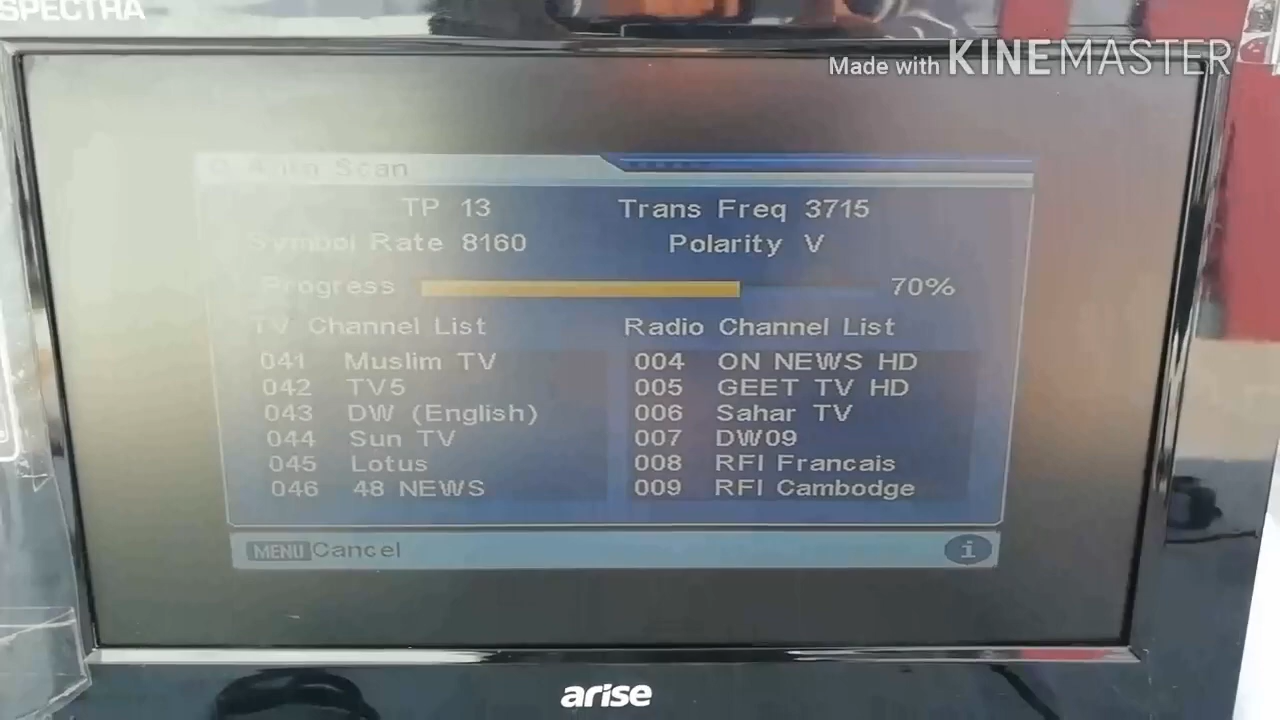 SPECTRA
Made with KINEMASTER
Auto Scan
TP 13 Trans Freq 3715
Symbol Rate 8160 Polarity V
Progress 70%
TV Channel List Radio Channel List
041 Muslim TV 004 ON NEWS HD
042 TV5 005 GEET TV HD
043 DW (English) 006 Sahar TV
044 Sun TV 007 DW09
045 Lotus 008 RFI Francais
046 48 NEWS 009 RFI Cambodge
MENU Cancel i
arise